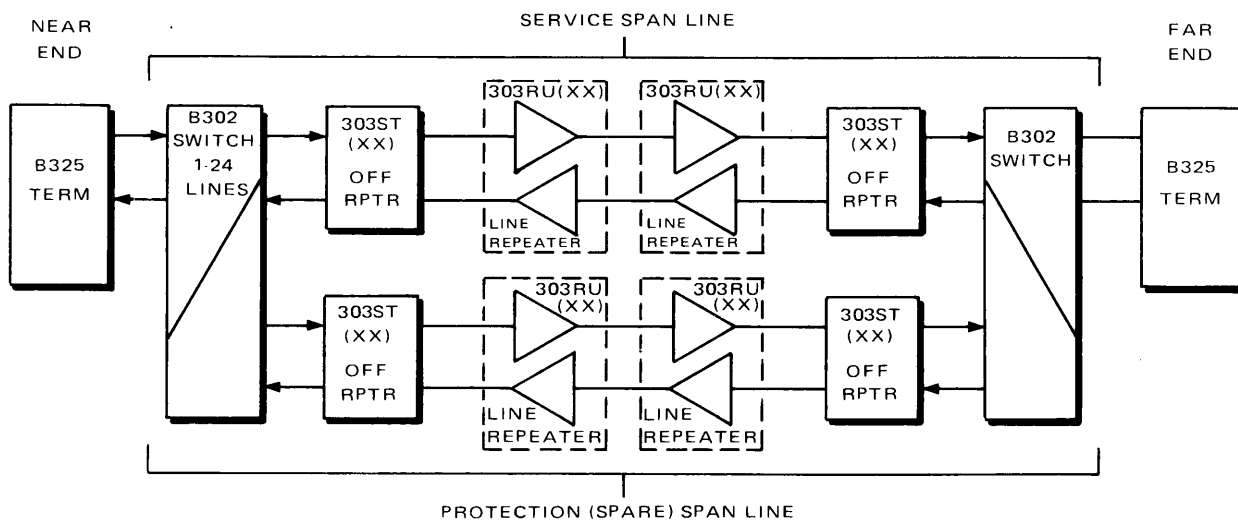 SERVICE SPAN LINE
NEAR
END
FAR
END
B325
TERM
B302
SWITCH
1-24
LINES
303ST
(XX)
OFF
RPTR
303RU(XX)
LINE
REPEATER
303RU(XX)
LINE
REPEATER
303ST
(XX)
OFF
RPTR
B302
SWITCH
B325
TERM
303ST
(XX)
OFF
RPTR
303RU
(XX)
LINE
REPEATER
303RU
(XX)
LINE
REPEATER
303ST
(XX)
OFF
RPTR
PROTECTION (SPARE) SPAN LINE